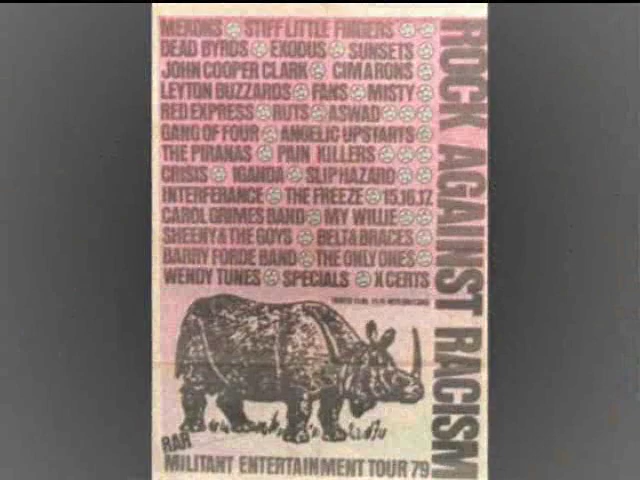 MEKONS STIFF LITTLE FINGERS
DEAD BYRDS EXODUS SUNSETS
JOHN COOPER CLARK CIMARONS
LEYTON BUZZARDS FANS MISTY
RED EXPRESS RUTS ASWAD
GANG OF FOUR ANGELIC UPSTARTS
THE PIRANAS PAIN KILLERS
CRISIS IGANDA SLIPHAZARD
INTERFERANCE THE FREEZE 15.16.17.
CAROL GRIMES BAND MY WILLIE
SHEENY & THE GOYS BELT & BRACES
BARRY FORDE BAND THE ONLY ONES
WENDY TUNES SPECIALS X CERTS
ROCK AGAINST RACISM
RAR
MILITANT ENTERTAINMENT TOUR 79